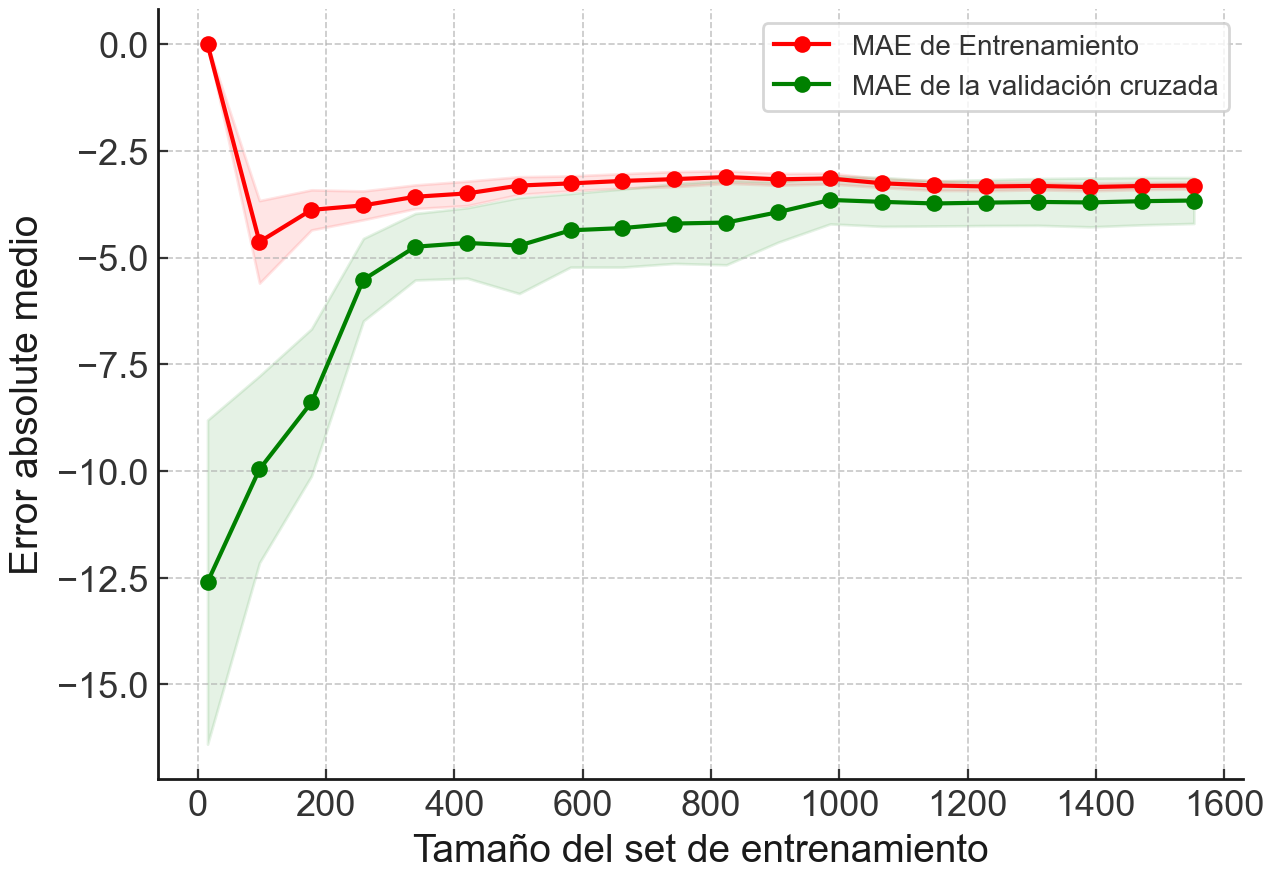 MAE de Entrenamiento
MAE de la validación cruzada
0.0
−2.5
−5.0
−7.5
−10.0
−12.5
−15.0
Error absolute medio
0 200 400 600 800 1000 1200 1400 1600
Tamaño del set de entrenamiento